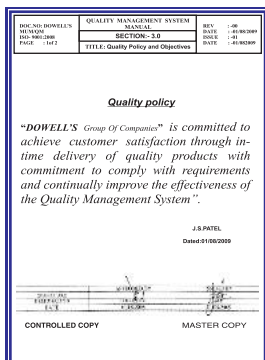 DOC.NO: DOWELL'S
MUM/QM
ISO- 9001:2008
PAGE : 1of 2
QUALITY MANAGEMENT SYSTEM
MANUAL
SECTION:- 3.0
TITLE: Quality Policy and Objectives
REV : -00
DATE : -01/08/2009
ISSUE : -01
DATE : -01/082009
Quality policy
“DOWELL'S Group Of Companies” is committed to
achieve customer satisfaction through in-
time delivery of quality products with
commitment to comply with requirements
and continually improve the effectiveness of
the Quality Management System”.
J.S.PATEL
Dated:01/08/2009
DATE
CONTROLLED COPY
MASTER COPY